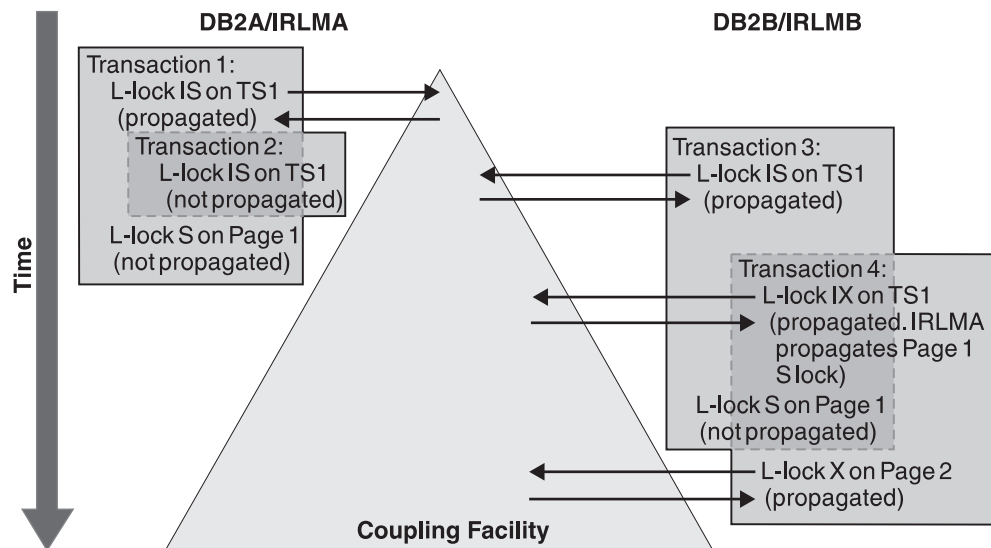 DB2A/IRLMA
DB2B/IRLMB
Time
Transaction 1:
L-lock IS on TS1
(propagated)
Transaction 2:
L-lock IS on TS1
(not propagated)
L-lock S on Page 1
(not propagated)
Transaction 3:
L-lock IS on TS1
(propagated)
Transaction 4:
L-lock IX on TS1
(propagated. IRLMA
propagates Page 1
S lock)
L-lock S on Page 1
(not propagated)
L-lock X on Page 2
(propagated)
Coupling Facility